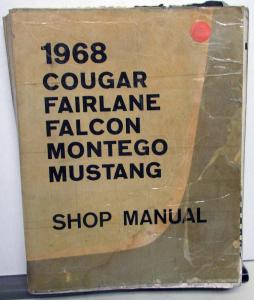 1968
COUGAR
FAIRLANE
FALCON
MONTEGO
MUSTANG
SHOP MANUAL